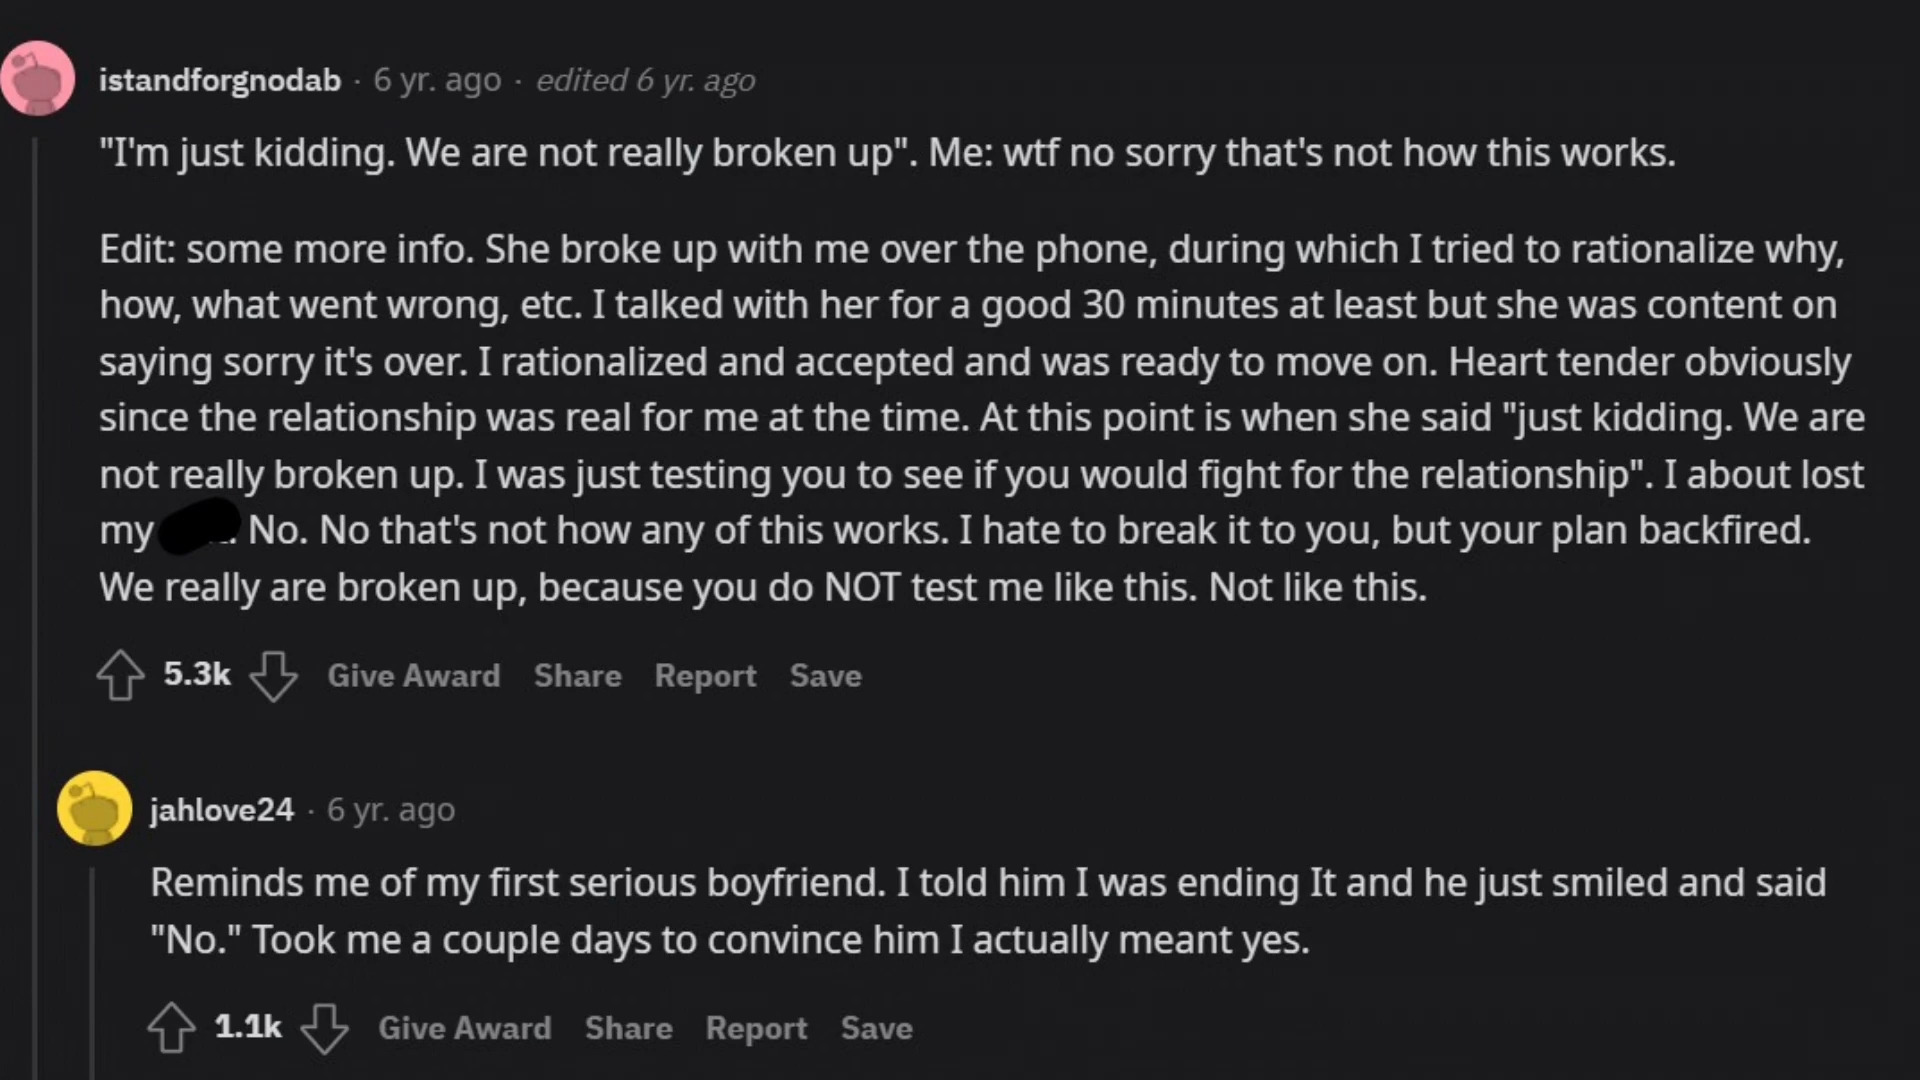 istandforgnodab · 6 yr. ago · edited 6 yr. ago
"I'm just kidding. We are not really broken up". Me: wtf no sorry that's not how this works.
Edit: some more info. She broke up with me over the phone, during which I tried to rationalize why,
how, what went wrong, etc. I talked with her for a good 30 minutes at least but she was content on
saying sorry it's over. I rationalized and accepted and was ready to move on. Heart tender obviously
since the relationship was real for me at the time. At this point is when she said "just kidding. We are
not really broken up. I was just testing you to see if you would fight for the relationship". I about lost
my . No. No that's not how any of this works. I hate to break it to you, but your plan backfired.
We really are broken up, because you do NOT test me like this. Not like this.
5.3k Give Award Share Report Save
jahlove24 · 6 yr. ago
Reminds me of my first serious boyfriend. I told him I was ending It and he just smiled and said
"No." Took me a couple days to convince him I actually meant yes.
1.1k Give Award Share Report Save